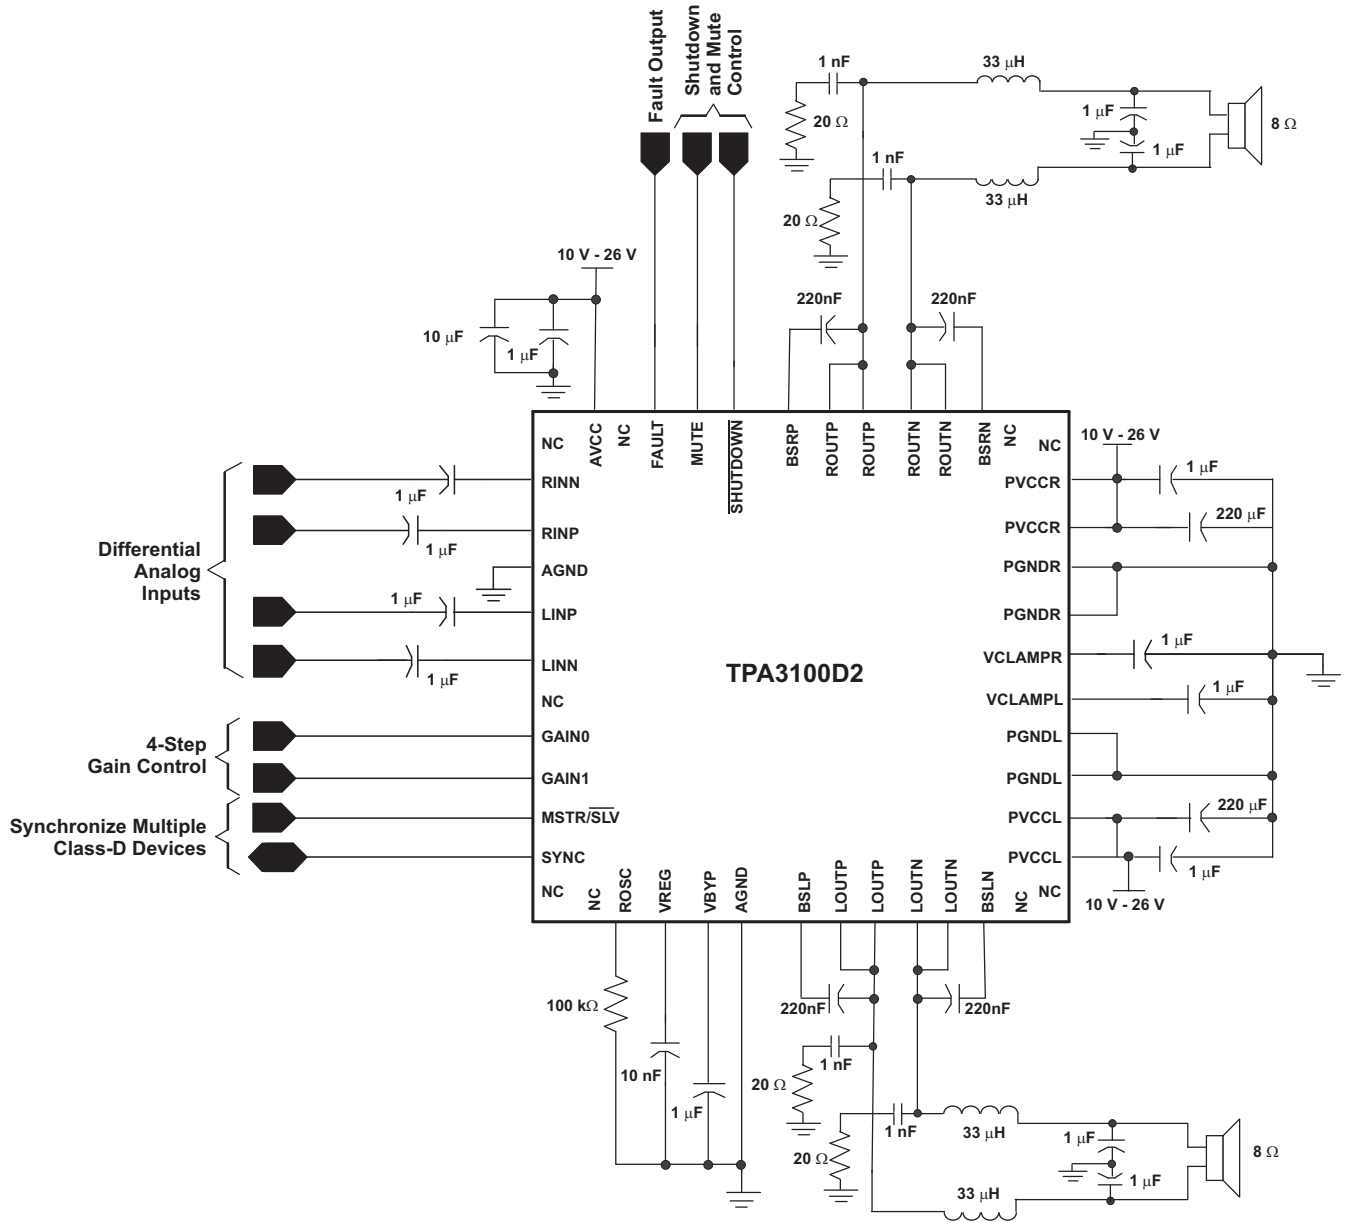 Fault Output
Shutdown
and Mute
Control
1 nF
20 Ω
33 μH
1 μF
1 μF
8 Ω
1 nF
20 Ω
33 μH
10 V - 26 V
10 μF
1 μF
220nF
220nF
NC
AVCC
NC
FAULT
MUTE
SHUTDOWN
BSRP
ROUTP
ROUTP
ROUTN
ROUTN
BSRN
NC
NC
10 V - 26 V
Differential
Analog
Inputs
1 μF
1 μF
1 μF
1 μF
RINN
RINP
AGND
LINP
LINN
NC
4-Step
Gain Control
GAIN0
GAIN1
Synchronize Multiple
Class-D Devices
MSTR/SLV
SYNC
NC
TPA3100D2
PVCCR
PVCCR
PGNDR
PGNDR
VCLAMPR
VCLAMPL
PGNDL
PGNDL
PVCCL
PVCCL
NC
1 μF
220 μF
1 μF
1 μF
220 μF
1 μF
10 V - 26 V
NC
ROSC
VREG
VBYP
AGND
BSLP
LOUTP
LOUTP
LOUTN
LOUTN
BSLN
NC
100 kΩ
10 nF
1 μF
220nF
220nF
1 nF
20 Ω
1 nF
20 Ω
33 μH
33 μH
1 μF
1 μF
8 Ω